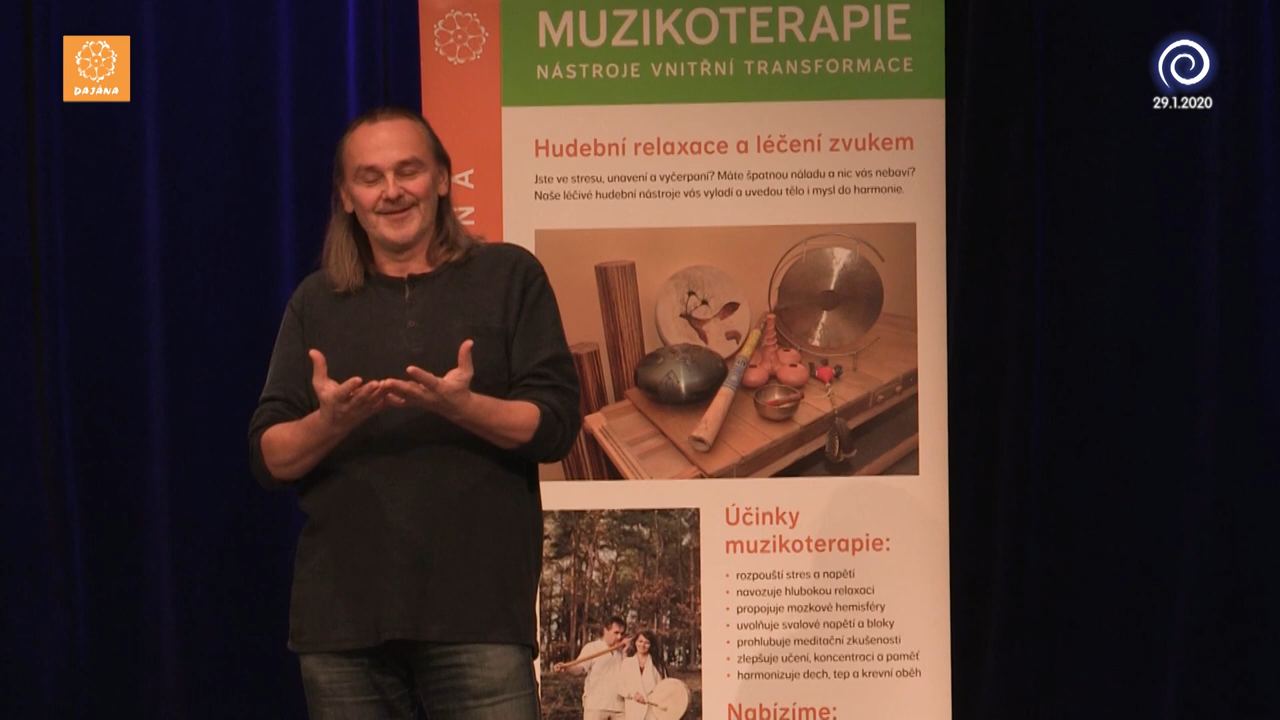 DAJÁNA
29.1.2020
N A
MUZIKOTERAPIE
NÁSTROJE VNITŘNÍ TRANSFORMACE
Hudební relaxace a léčení zvukem
Jste ve stresu, unavení a vyčerpaní? Máte špatnou náladu a nic vás nebaví?
Naše léčivé hudební nástroje vás vyladí a uvedou tělo i mysl do harmonie.
Účinky
muzikoterapie:
• rozpouští stres a napětí
• navozuje hlubokou relaxaci
• propojuje mozkové hemisféry
• uvolňuje svalové napětí a bloky
• prohlubuje meditační zkušenosti
• zlepšuje učení, koncentraci a paměť
• harmonizuje dech, tep a krevní oběh
Nabízíme: